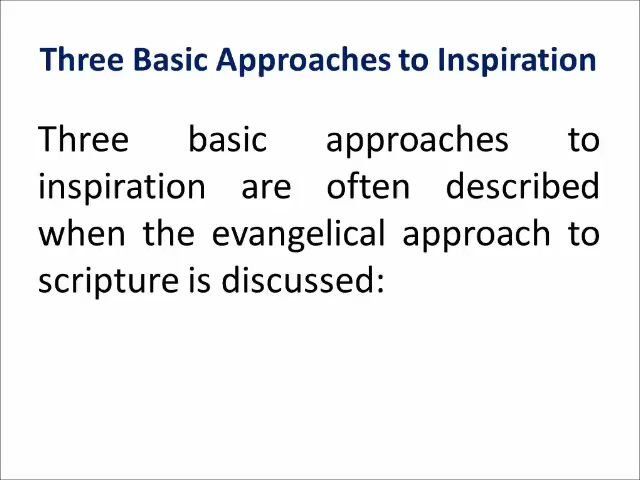 Three Basic Approaches to Inspiration
Three basic approaches to
inspiration are often described
when the evangelical approach to
scripture is discussed: